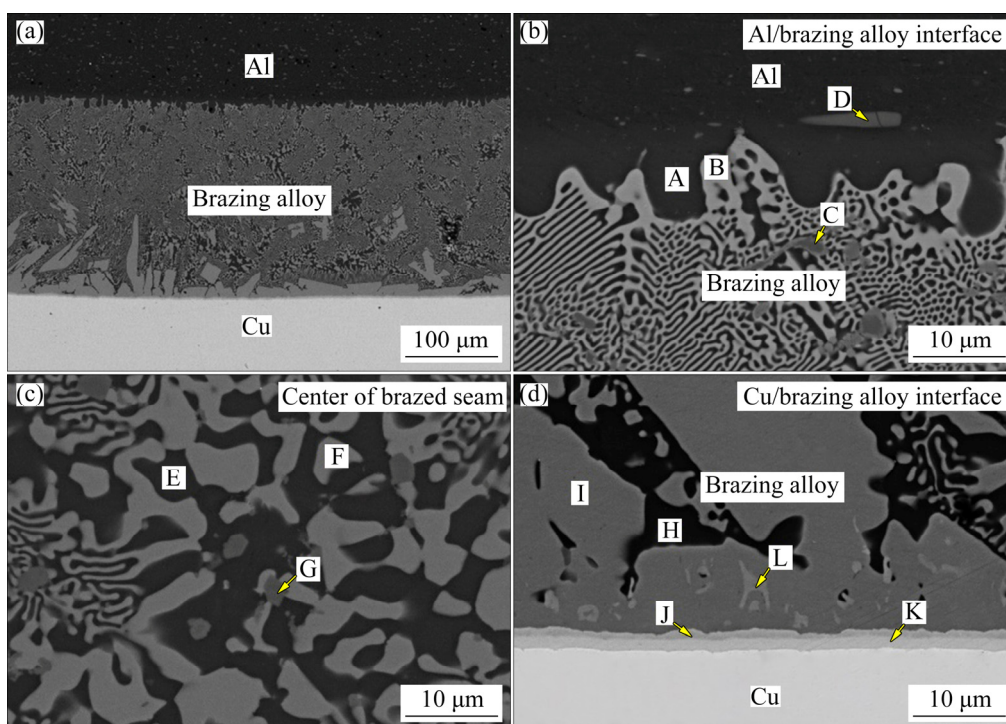 (a)
Al
Brazing alloy
Cu
100 μm
(b)
Al/brazing alloy interface
Al
D
A
B
C
Brazing alloy
10 μm
(c)
Center of brazed seam
E
F
G
10 μm
(d)
Cu/brazing alloy interface
I
Brazing alloy
H
L
J
K
Cu
10 μm